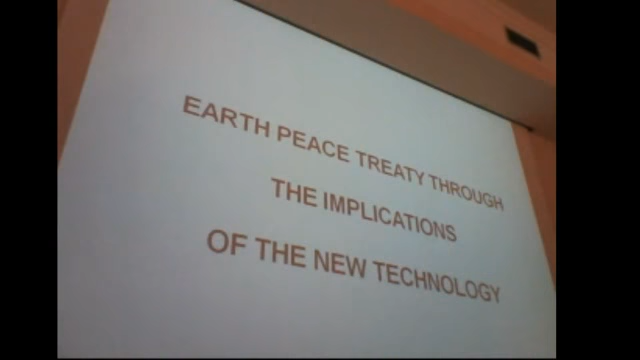 EARTH PEACE TREATY THROUGH
THE IMPLICATIONS
OF THE NEW TECHNOLOGY